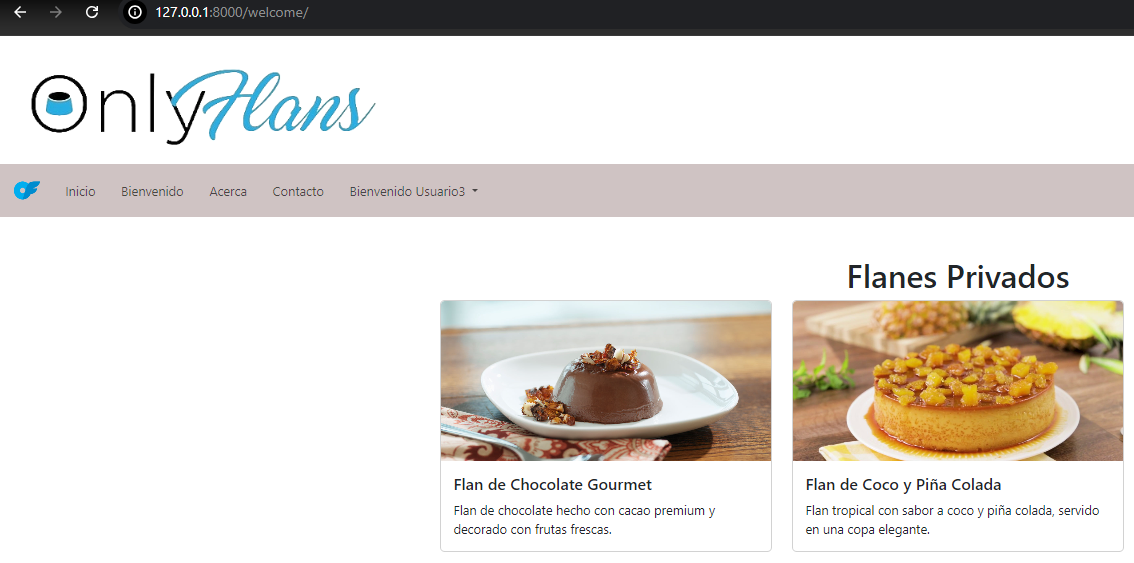 127.0.0.1:8000/welcome/
OnlyFlans
Inicio Bienvenido Acerca Contacto Bienvenido Usuario3
Flanes Privados
Flan de Chocolate Gourmet
Flan de chocolate hecho con cacao premium y
decorado con frutas frescas.
Flan de Coco y Piña Colada
Flan tropical con sabor a coco y piña colada, servido
en una copa elegante.